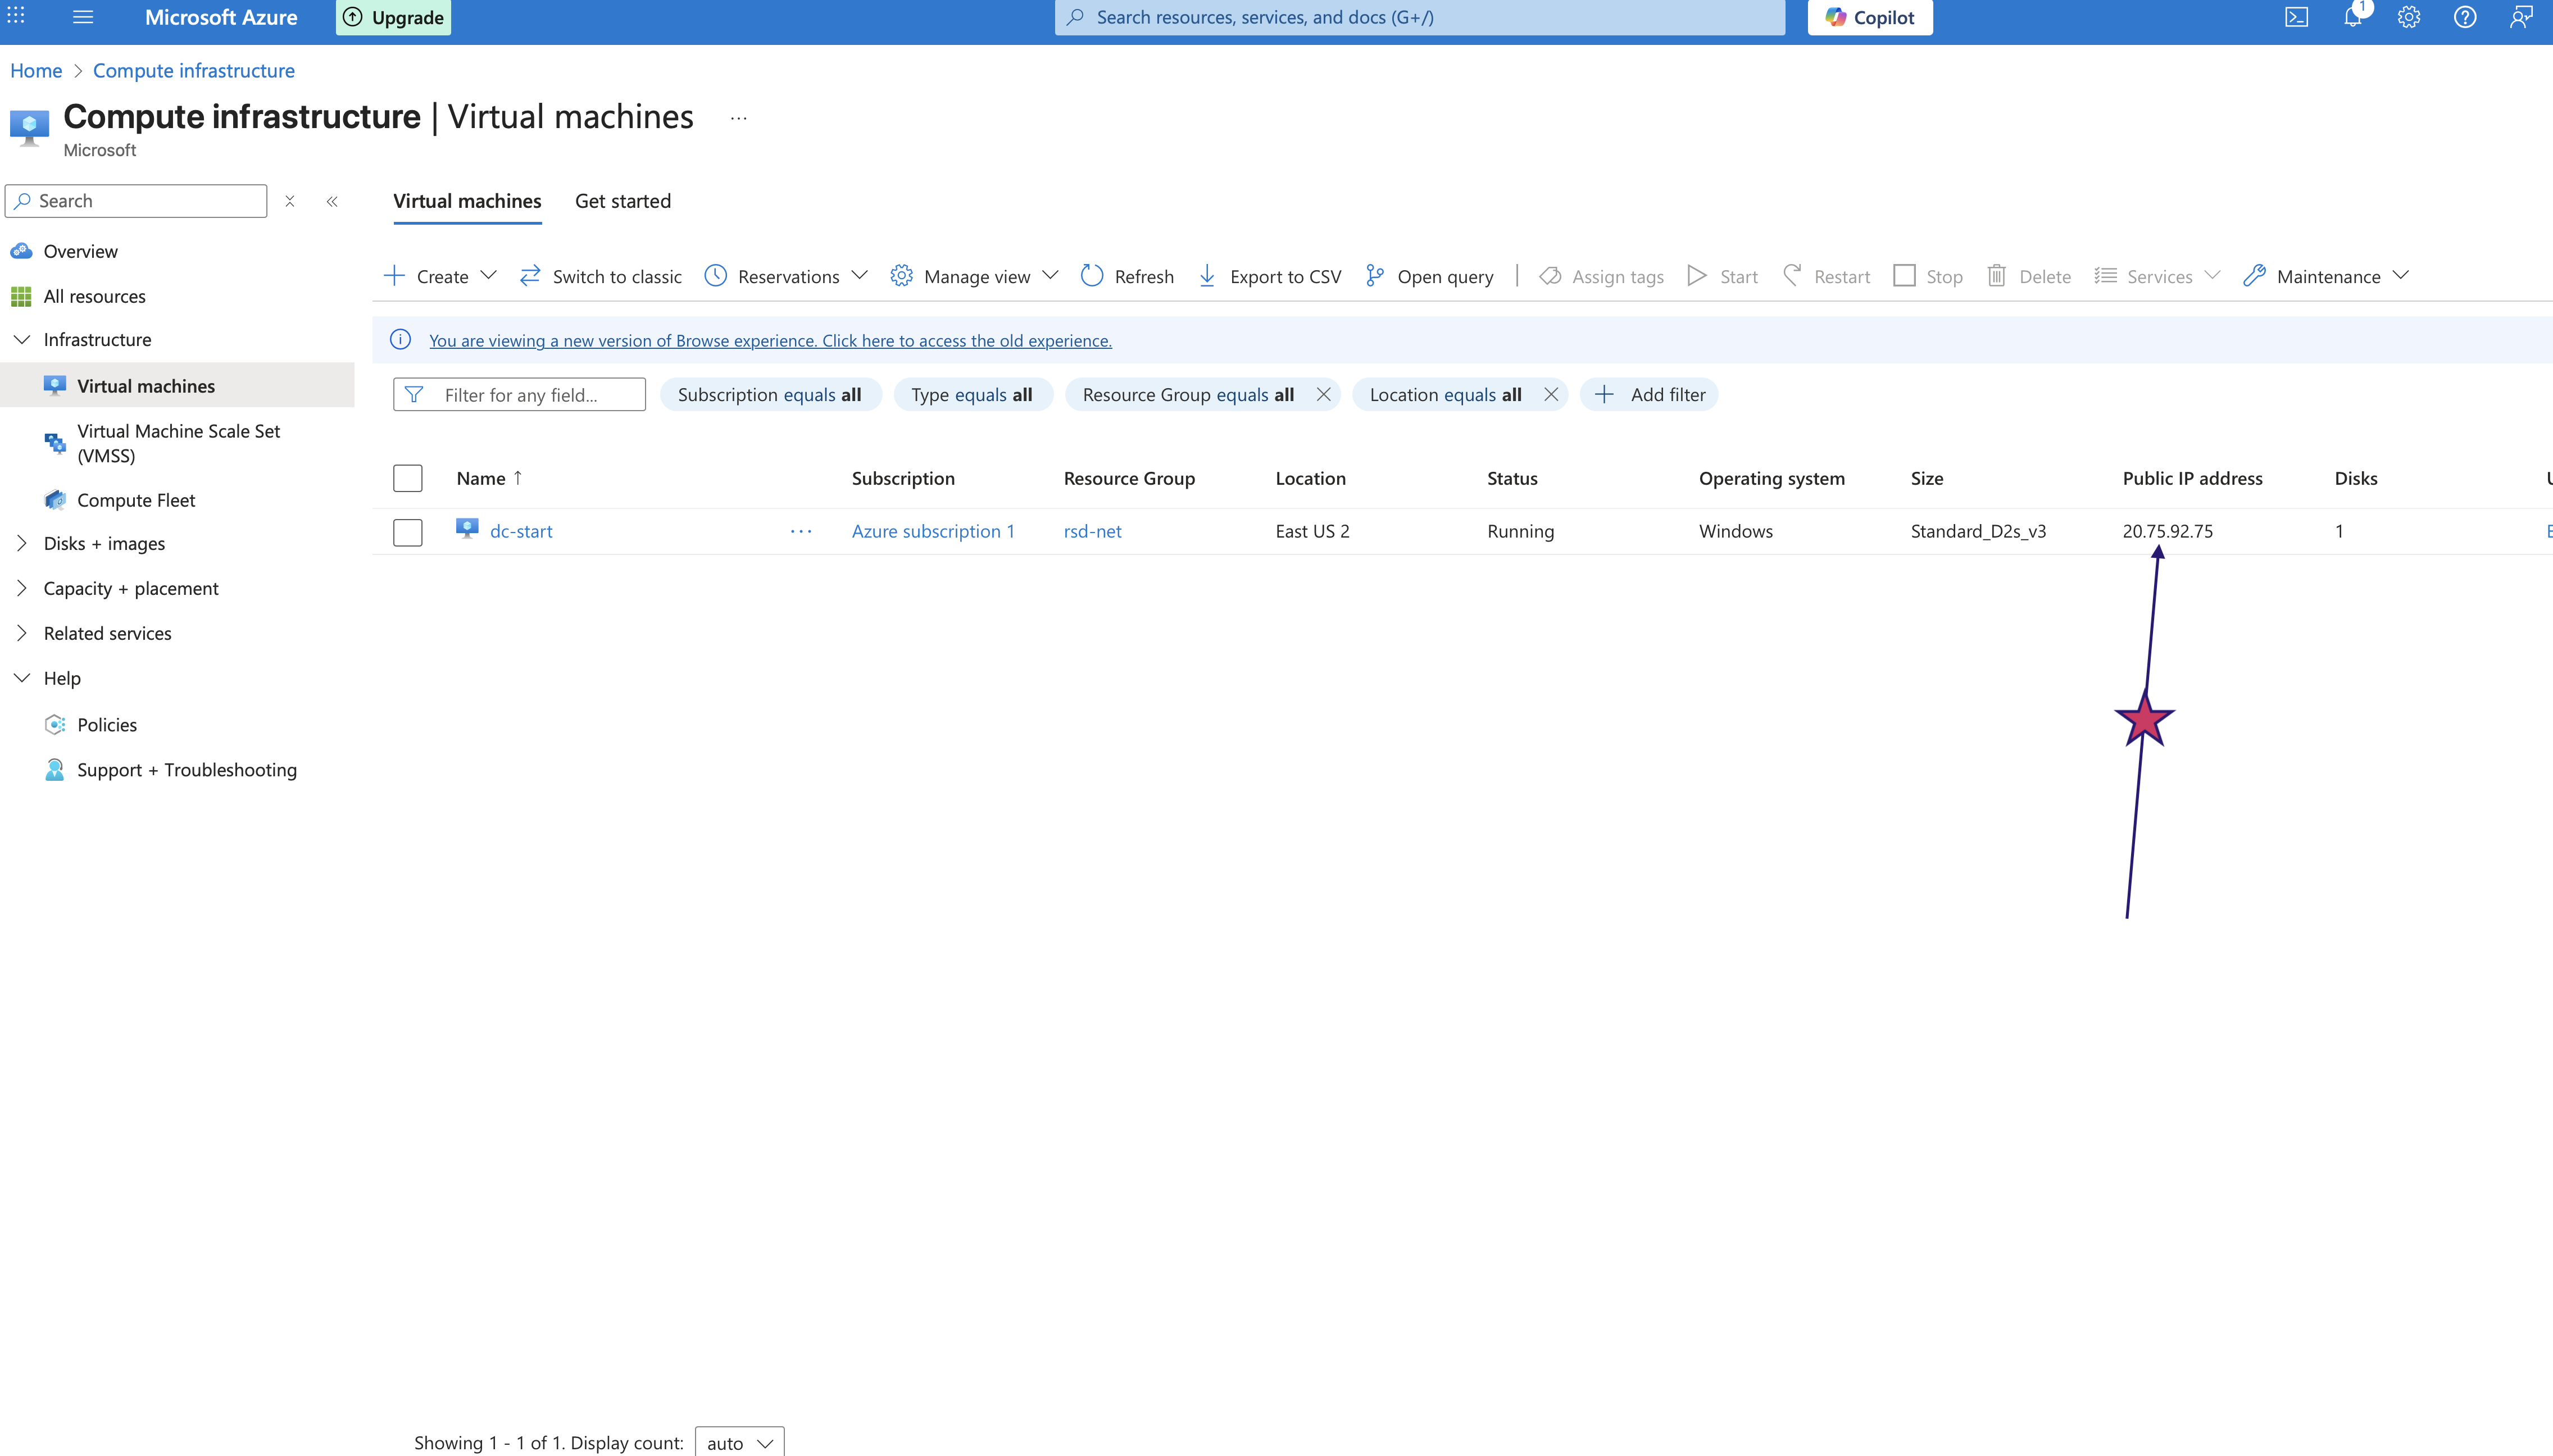 Microsoft Azure
Upgrade
Search resources, services, and docs (G+/)
Copilot
1
Home > Compute infrastructure
Compute infrastructure | Virtual machines ...
Microsoft
Search
Virtual machines
Get started
Overview
All resources
Infrastructure
Virtual machines
Virtual Machine Scale Set
(VMSS)
Compute Fleet
Disks + images
Capacity + placement
Related services
Help
Policies
Support + Troubleshooting
Create
Switch to classic
Reservations
Manage view
Refresh
Export to CSV
Open query
Assign tags
Start
Restart
Stop
Delete
Services
Maintenance
You are viewing a new version of Browse experience. Click here to access the old experience.
Filter for any field...
Subscription equals all
Type equals all
Resource Group equals all
Location equals all
Add filter
Name ↑ Subscription Resource Group Location Status Operating system Size Public IP address Disks
dc-start ... Azure subscription 1 rsd-net East US 2 Running Windows Standard_D2s_v3 20.75.92.75 1
Showing 1 - 1 of 1. Display count: auto